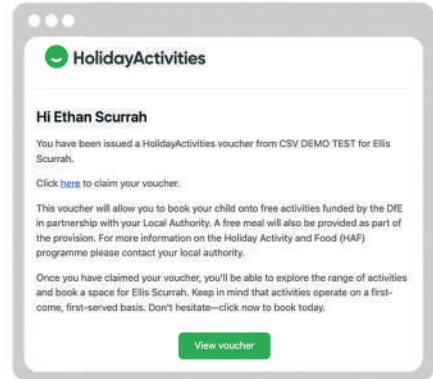 HolidayActivities
Hi Ethan Scurrah
You have been issued a HolidayActivities voucher from CSV DEMO TEST for Ellis
Scurrah.
Click here to claim your voucher.
This voucher will allow you to book your child onto free activities funded by the DfE
in partnership with your Local Authority. A free meal will also be provided as part of
the provision. For more information on the Holiday Activity and Food (HAF)
programme please contact your local authority.
Once you have claimed your voucher, you'll be able to explore the range of activities
and book a space for Ellis Scurrah. Keep in mind that activities operate on a first-
come, first-served basis. Don't hesitate—click now to book today.
View voucher